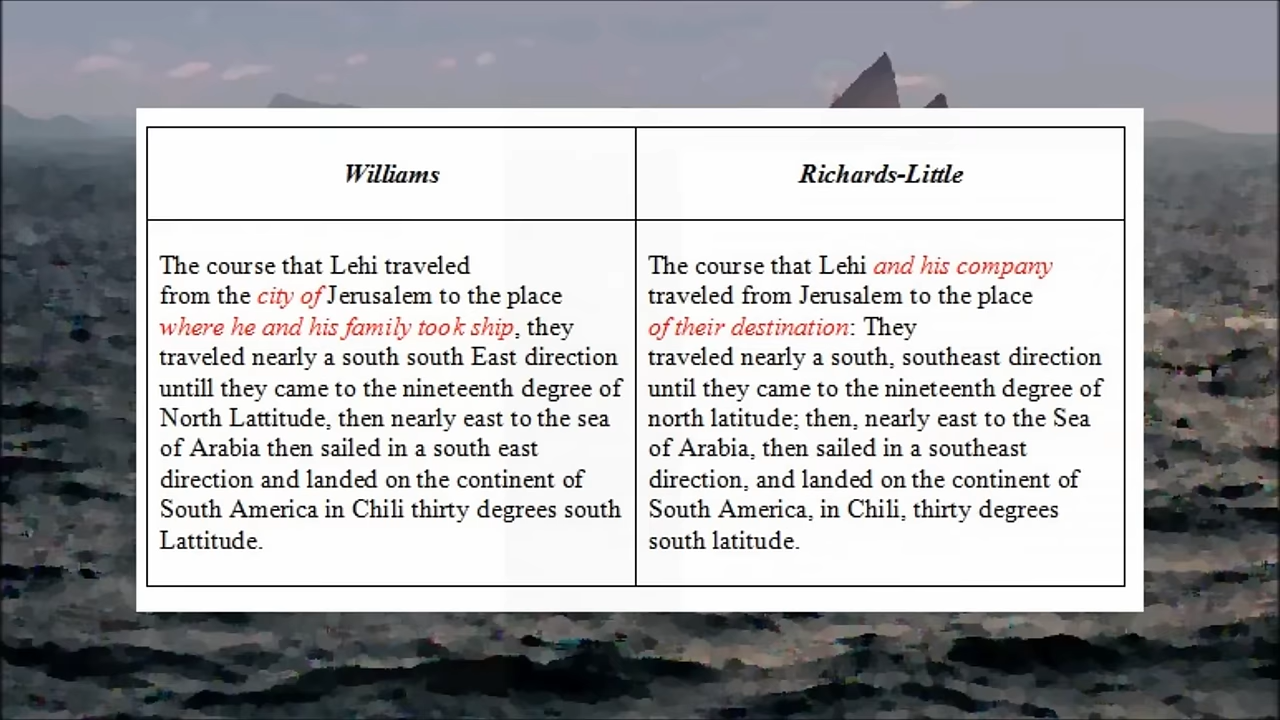 Williams
Richards-Little
The course that Lehi traveled
from the city of Jerusalem to the place
where he and his family took ship, they
traveled nearly a south south East direction
untill they came to the nineteenth degree of
North Lattitude, then nearly east to the sea
of Arabia then sailed in a south east
direction and landed on the continent of
South America in Chili thirty degrees south
Lattitude.
The course that Lehi and his company
traveled from Jerusalem to the place
of their destination: They
traveled nearly a south, southeast direction
until they came to the nineteenth degree of
north latitude; then, nearly east to the Sea
of Arabia, then sailed in a southeast
direction, and landed on the continent of
South America, in Chili, thirty degrees
south latitude.